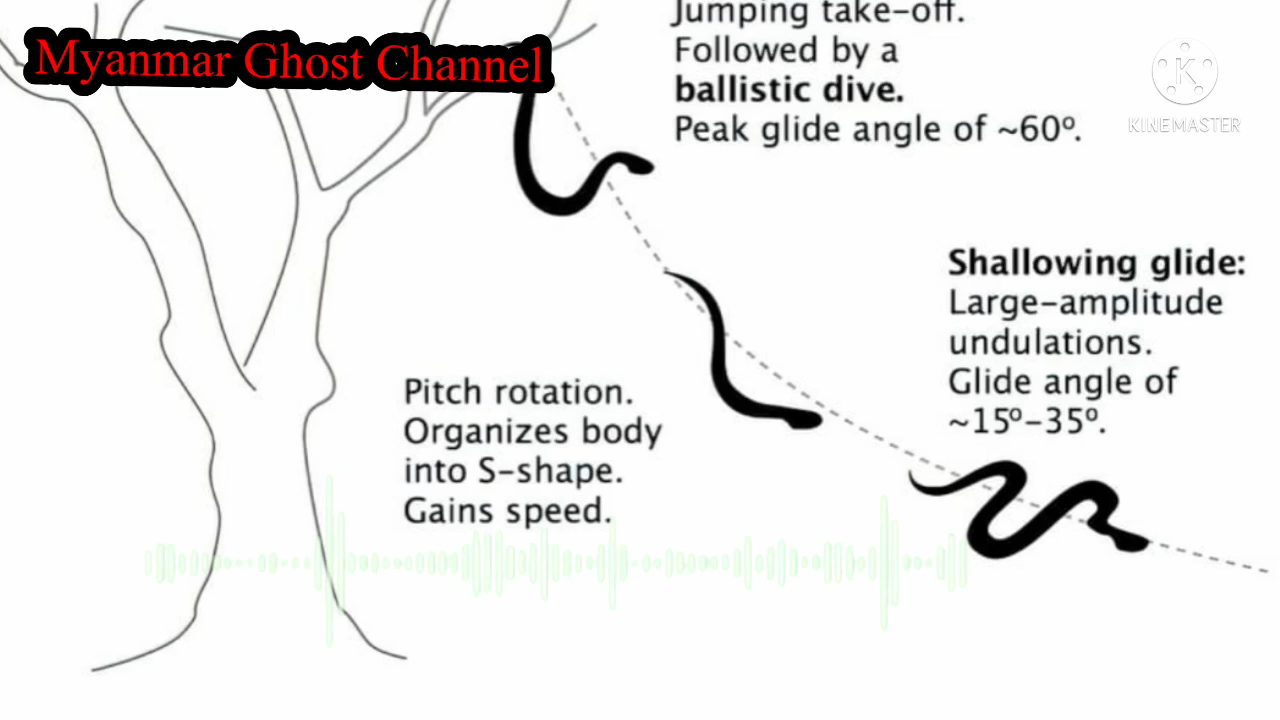 Myanmar Ghost Channel
Jumping take-off.
Followed by a
ballistic dive.
Peak glide angle of ~60º.
KINEMASTER
Shallowing glide:
Large-amplitude
undulations.
Glide angle of
~15º-35º.
Pitch rotation.
Organizes body
into S-shape.
Gains speed.